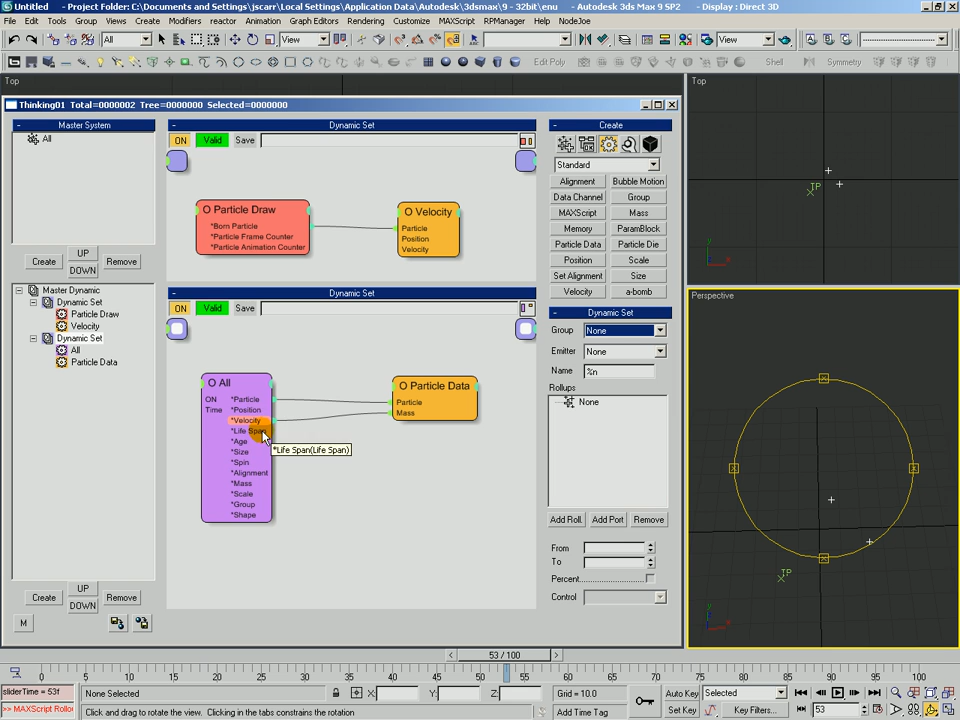 Untitled - Project Folder: C:\Documents and Settings\jscarr\Local Settings\Application Data\Autodesk\3dsmax\9 - 32bit\enu - Autodesk 3ds Max 9 SP2 - Display : Direct 3D
File Edit Tools Group Views Create Modifiers reactor Animation Graph Editors Rendering Customize MAXScript RPManager Help NodeJoe
All View View
Edit Poly Shell Symmetry
Top
Top
Thinking01 Total=0000002 Tree=0000000 Selected=0000000
Master System
All
Create UP DOWN Remove
Master Dynamic
Dynamic Set
Particle Draw
Velocity
Dynamic Set
All
Particle Data
Create UP DOWN Remove
M
Dynamic Set
ON Valid Save
O Particle Draw
*Born Particle
*Particle Frame Counter
*Particle Animation Counter
O Velocity
Particle
Position
Velocity
Dynamic Set
ON Valid Save
O All
ON *Particle
Time *Position
*Velocity
*Life Span
*Age
*Size
*Spin
*Alignment
*Mass
*Scale
*Group
*Shape
*Life Span(Life Span)
O Particle Data
Particle
Mass
Create
Standard
Alignment Bubble Motion
Data Channel Group
MAXScript Mass
Memory ParamBlock
Particle Data Particle Die
Position Scale
Set Alignment Size
Velocity a-bomb
Dynamic Set
Group None
Emitter None
Name %n
Rollups
None
Add Roll Add Port Remove
From
To
Percent
Control
TP
Perspective
TP
53 / 100
0 5 10 15 20 25 30 35 40 45 50 55 60 65 70 75 80 85 90 95 100
sliderTime = 53f
None Selected X: Y: Z: Grid = 10.0 Auto Key Selected
>> MAXScript Rollo
Click and drag to rotate the view. Clicking in the tabs constrains the rotation Add Time Tag Set Key Key Filters... 53